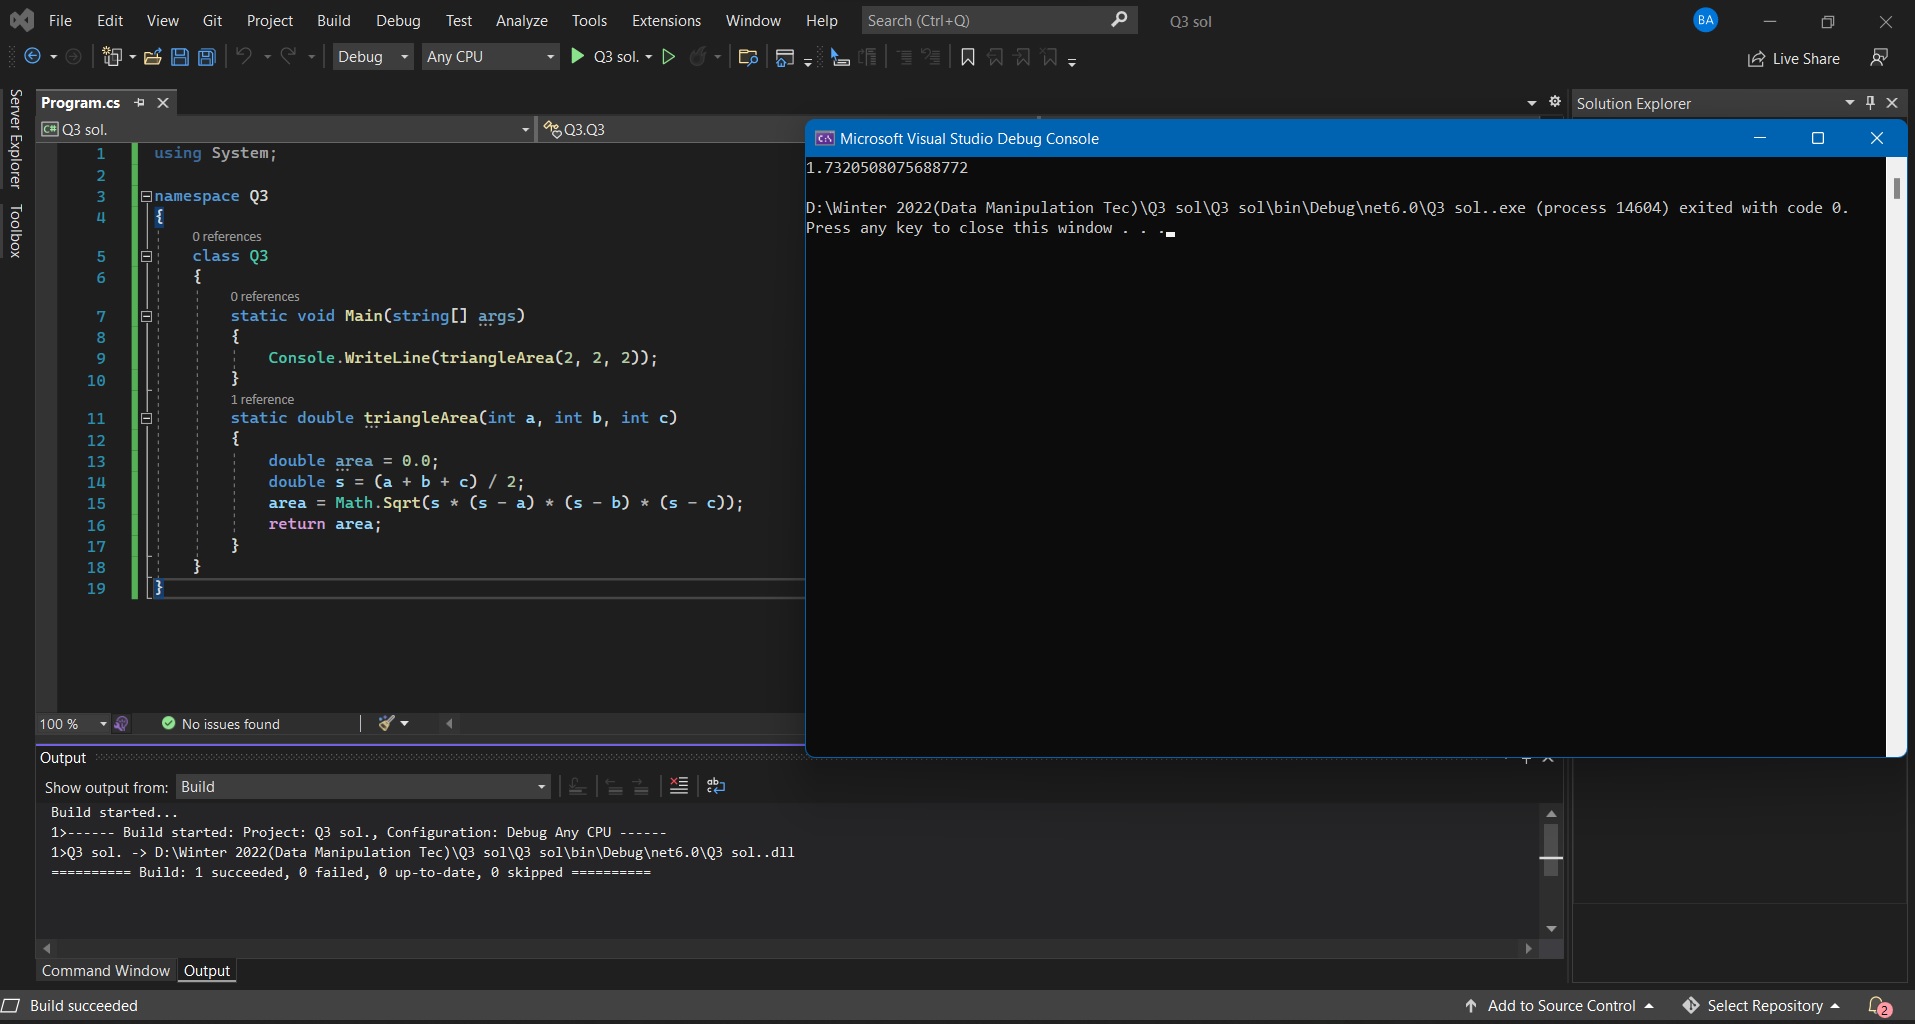 File Edit View Git Project Build Debug Test Analyze Tools Extensions Window Help Search (Ctrl+Q) Q3 sol BA
Debug Any CPU Q3 sol. Live Share
Server Explorer
Toolbox
Program.cs
Solution Explorer
C# Q3 sol. Q3.Q3
1 using System;
2
3 namespace Q3
4 {
0 references
5 class Q3
6 {
0 references
7 static void Main(string[] args)
8 {
9 Console.WriteLine(triangleArea(2, 2, 2));
10 }
1 reference
11 static double triangleArea(int a, int b, int c)
12 {
13 double area = 0.0;
14 double s = (a + b + c) / 2;
15 area = Math.Sqrt(s * (s - a) * (s - b) * (s - c));
16 return area;
17 }
18 }
19 }
C:\ Microsoft Visual Studio Debug Console
1.7320508075688772
D:\Winter 2022(Data Manipulation Tec)\Q3 sol\Q3 sol\bin\Debug\net6.0\Q3 sol..exe (process 14604) exited with code 0.
Press any key to close this window . . .
100 % No issues found
Output
Show output from: Build
Build started...
1>------ Build started: Project: Q3 sol., Configuration: Debug Any CPU ------
1>Q3 sol. -> D:\Winter 2022(Data Manipulation Tec)\Q3 sol\Q3 sol\bin\Debug\net6.0\Q3 sol..dll
========== Build: 1 succeeded, 0 failed, 0 up-to-date, 0 skipped ==========
Command Window Output
Build succeeded Add to Source Control Select Repository 2